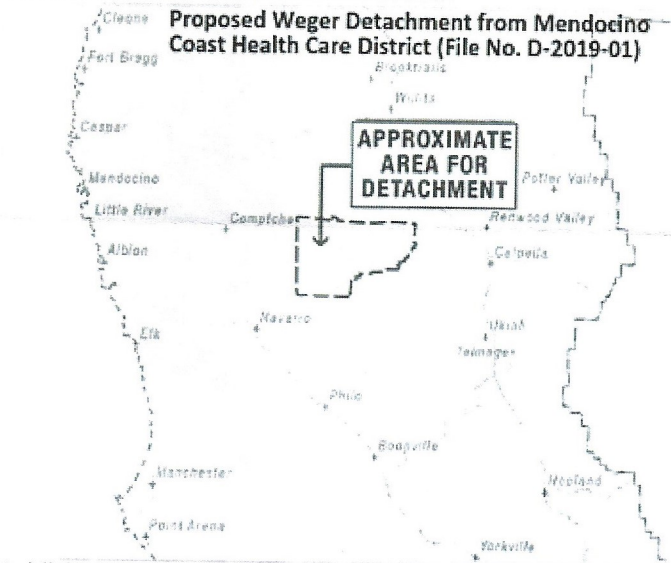 Proposed Weger Detachment from Mendocino
Coast Health Care District (File No. D-2019-01)
Cleone
Fort Bragg
Brooktrails
Willits
Caspar
APPROXIMATE
AREA FOR
DETACHMENT
Mendocino
Potter Valley
Little River
Comptche
Redwood Valley
Albion
Calpella
Navarro
Elk
Ukiah
Talmage
Philo
Boonville
Manchester
Hopland
Point Arena
Yorkville